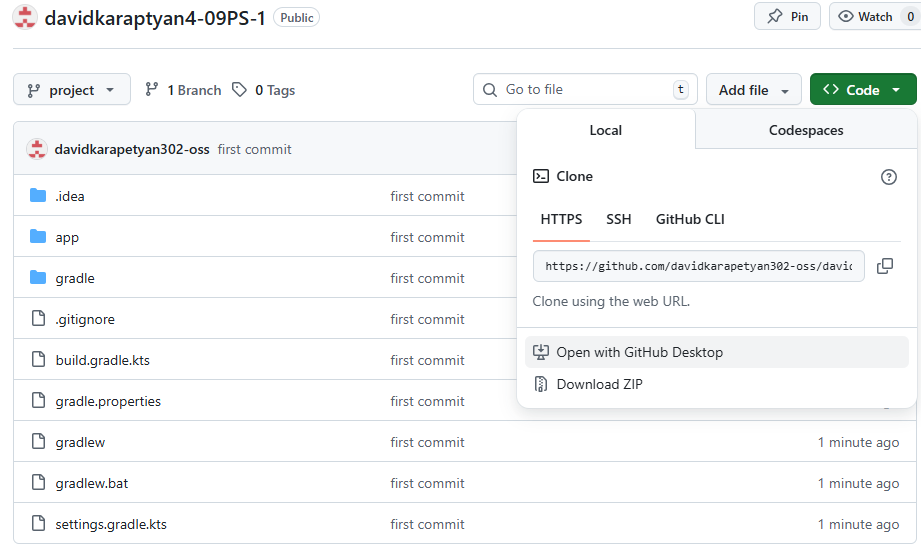 davidkaraptyan4-09PS-1 Public Pin Watch 0
project 1 Branch 0 Tags Go to file t Add file Code
Local Codespaces
davidkarapetyan302-oss first commit
Clone
.idea first commit
HTTPS SSH GitHub CLI
app first commit
https://github.com/davidkarapetyan302-oss/david
gradle first commit
Clone using the web URL.
.gitignore first commit
Open with GitHub Desktop
build.gradle.kts first commit
Download ZIP
gradle.properties first commit
gradlew first commit 1 minute ago
gradlew.bat first commit 1 minute ago
settings.gradle.kts first commit 1 minute ago